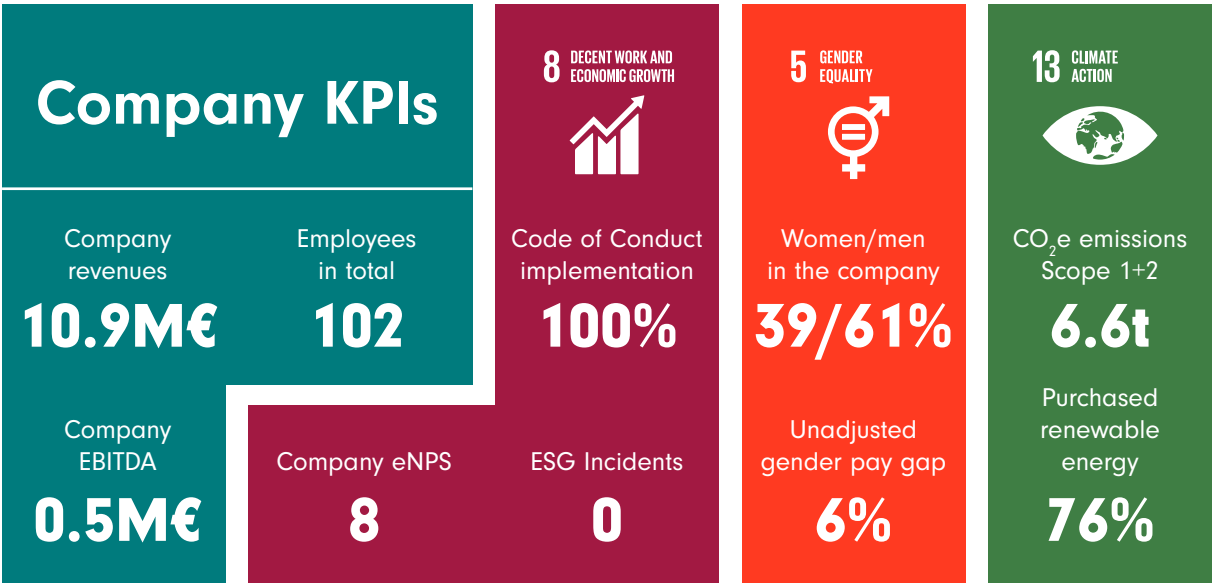 Company KPIs
Company
revenues
10.9M€
Employees
in total
102
Company
EBITDA
0.5M€
8 DECENT WORK AND
ECONOMIC GROWTH
Code of Conduct
implementation
100%
Company eNPS
8
ESG Incidents
0
5 GENDER
EQUALITY
Women/men
in the company
39/61%
Unadjusted
gender pay gap
6%
13 CLIMATE
ACTION
CO₂e emissions
Scope 1+2
6.6t
Purchased
renewable
energy
76%